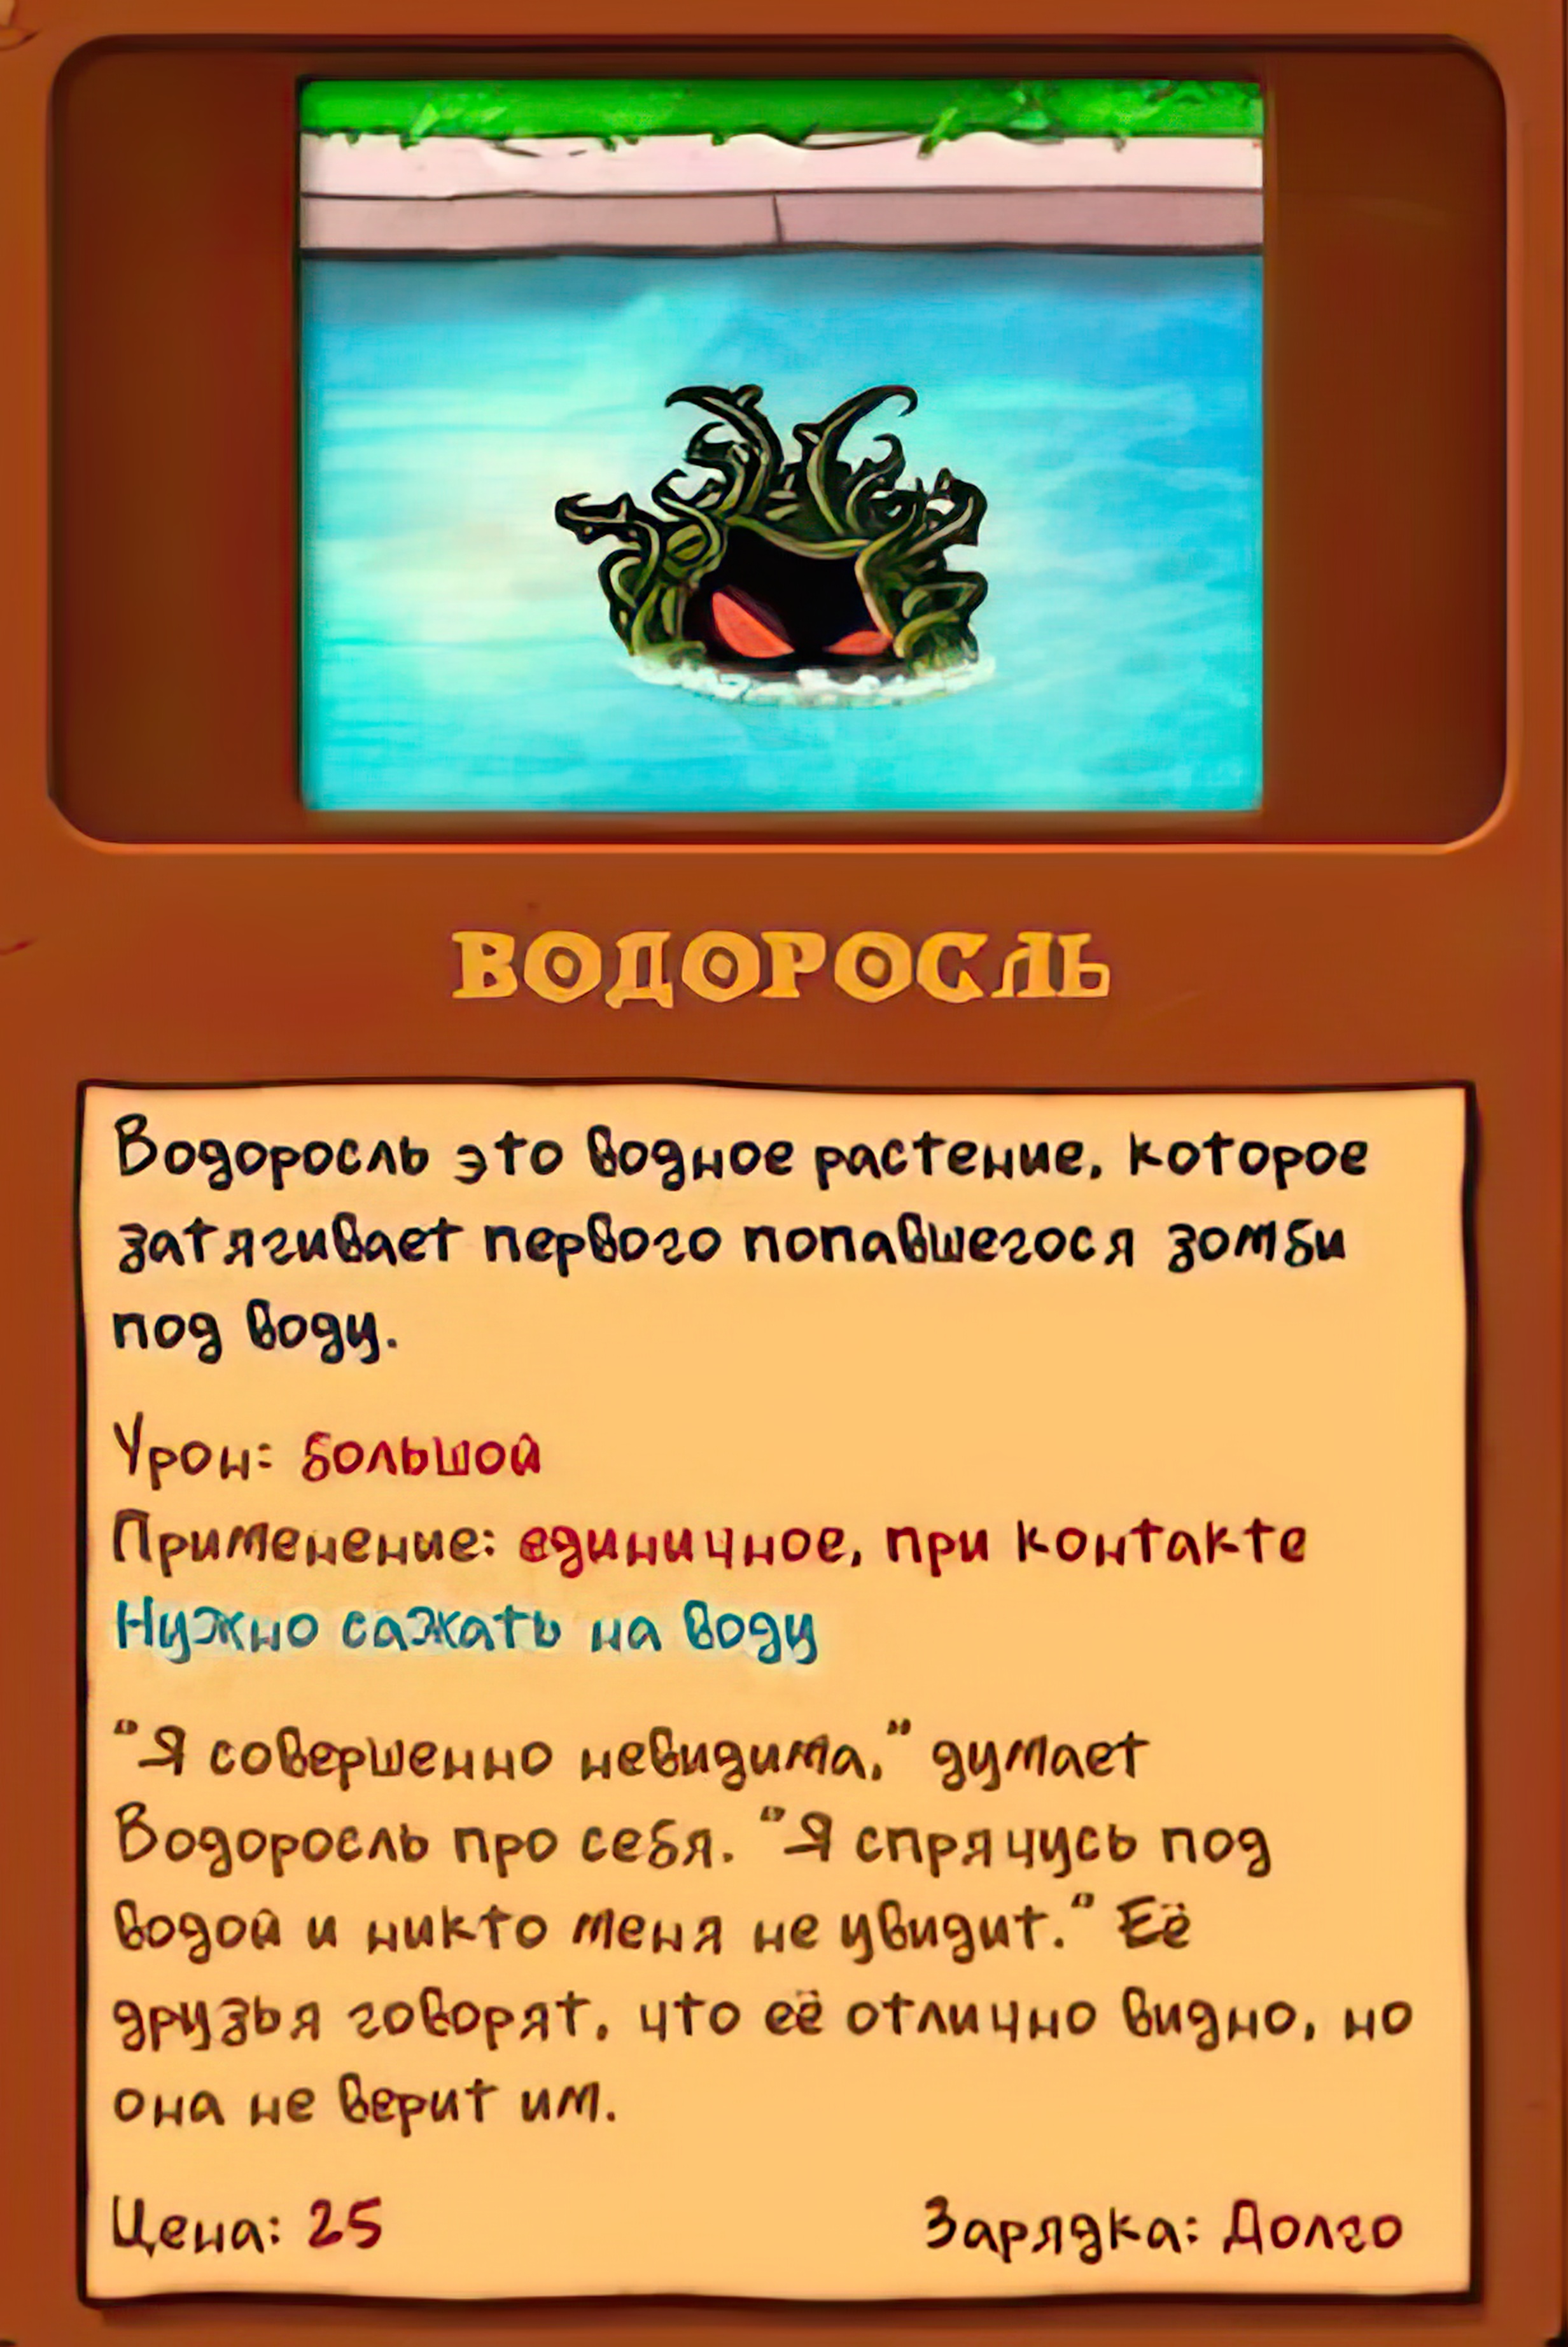 ВОДОРОСЛЬ
Водоросль это водное растение, которое
затягивает первого попавшегося зомби
под воду.
Урон: большой
Применение: единичное, при контакте
Нужно сажать на воду
"Я совершенно невидима," думает
Водоросль про себя. "Я спрячусь под
водой и никто меня не увидит." Её
друзья говорят, что её отлично видно, но
она не верит им.
Цена: 25 Зарядка: Долго